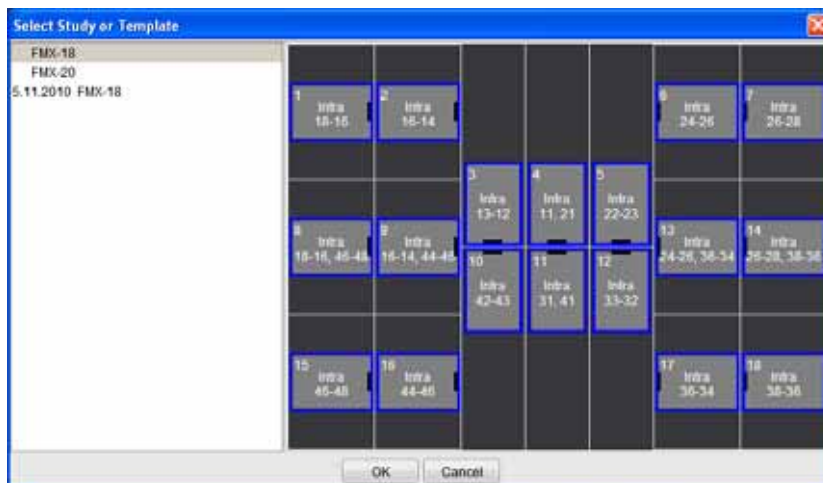 Select Study or Template
FMX-18
FMX-20
5.11.2010 FMX-18
1
Intra
18-16
2
Intra
16-14
6
Intra
24-26
7
Intra
26-28
3
Intra
13-12
4
Intra
11, 21
5
Intra
22-23
8
Intra
18-16, 46-48
9
Intra
16-14, 44-46
10
Intra
42-43
11
Intra
31, 41
12
Intra
33-32
13
Intra
24-26, 36-34
14
Intra
26-28, 38-36
15
Intra
46-48
16
Intra
44-46
17
Intra
36-34
18
Intra
38-36
OK
Cancel